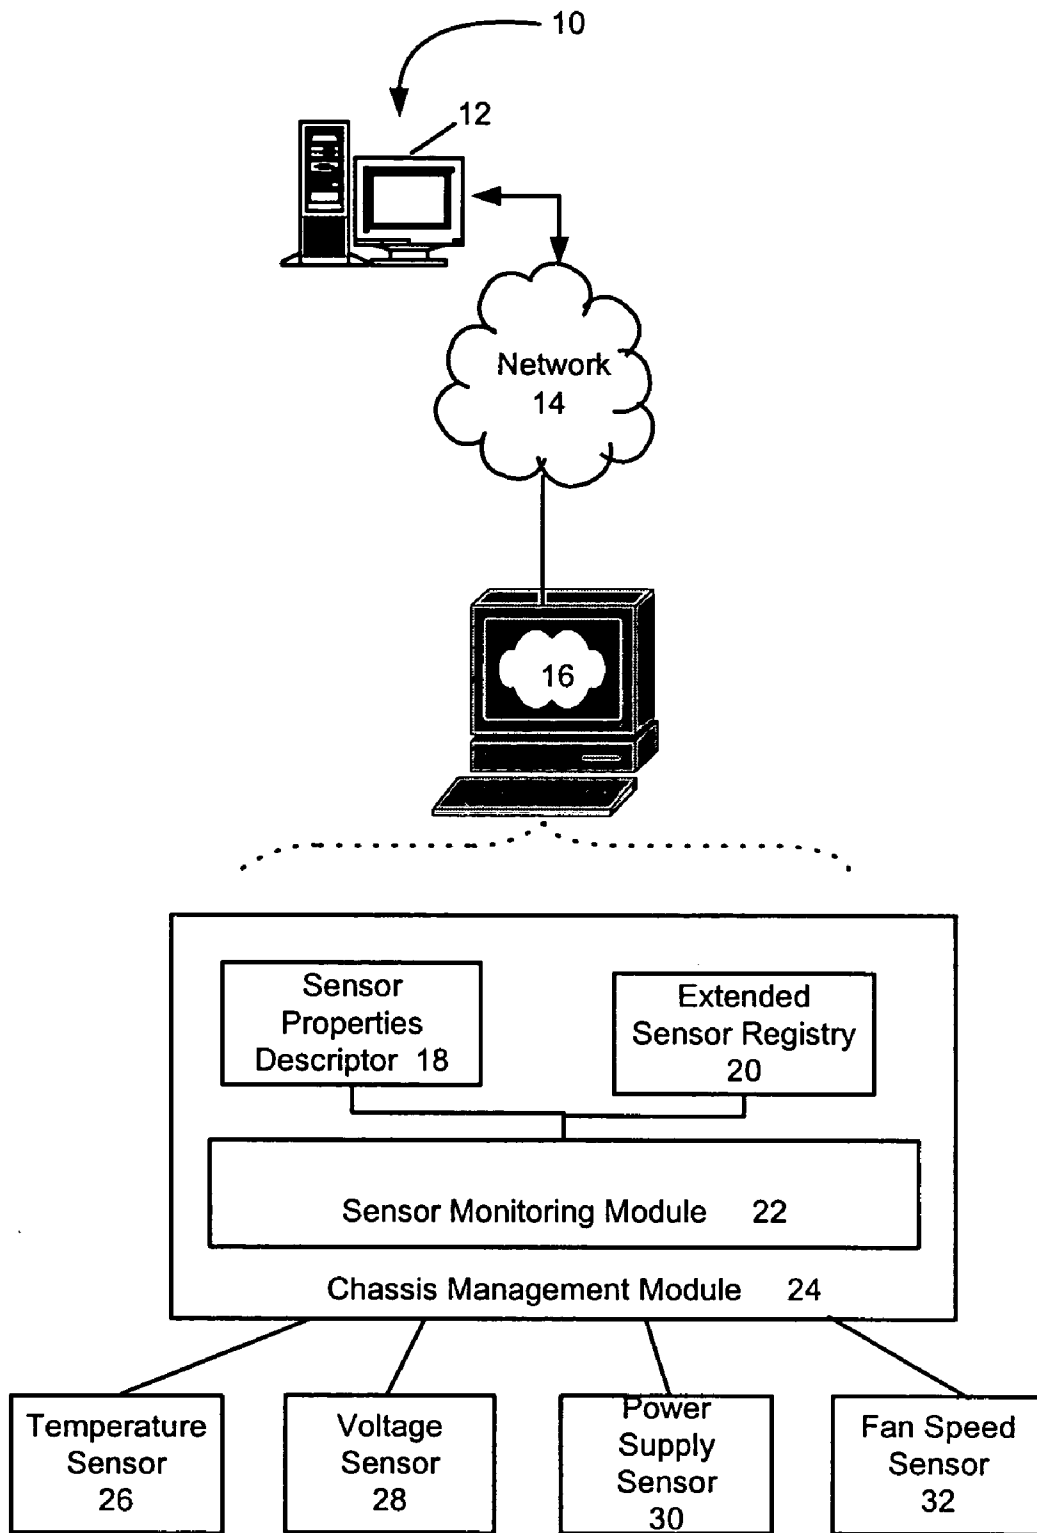 10
12
Network
14
16
Sensor
Properties
Descriptor 18
Extended
Sensor Registry
20
Sensor Monitoring Module 22
Chassis Management Module 24
Temperature
Sensor
26
Voltage
Sensor
28
Power
Supply
Sensor
30
Fan Speed
Sensor
32